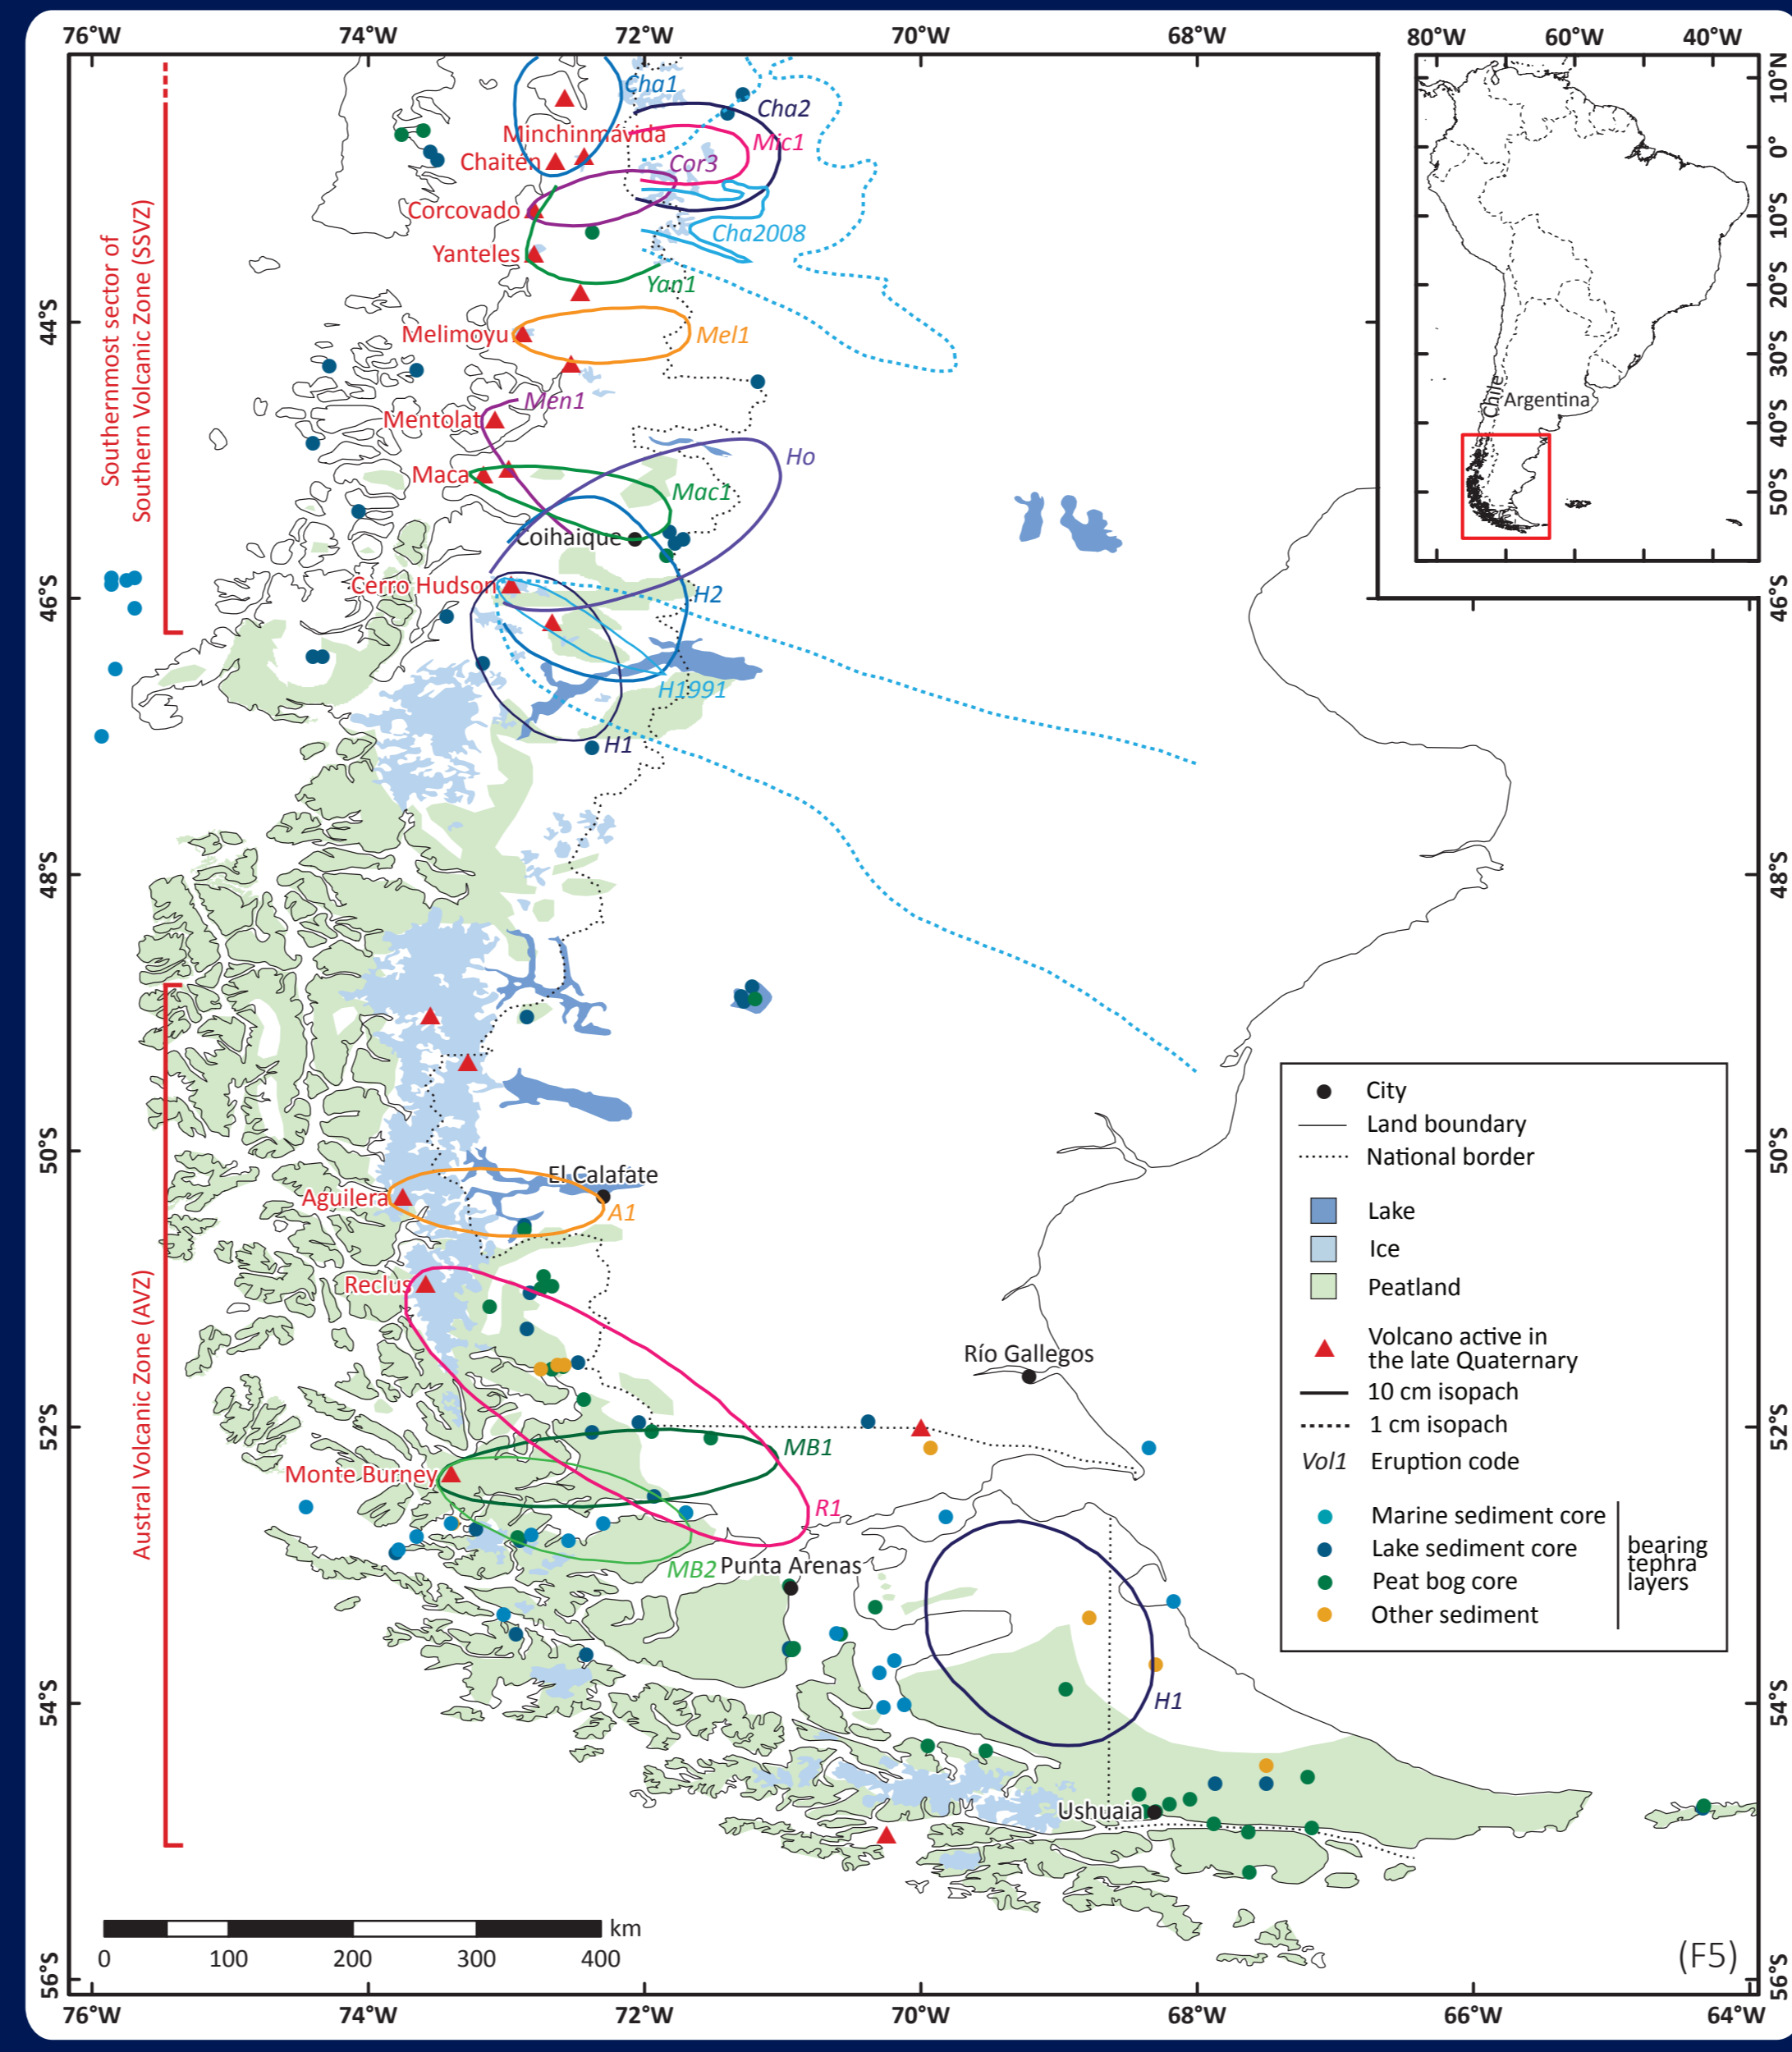 76°W 74°W 72°W 70°W 68°W
80°W 60°W 40°W
10°N
0°
10°S
20°S
30°S
40°S
50°S
Chile
Argentina
44°S
46°S
48°S
50°S
52°S
54°S
56°S
46°S
48°S
50°S
52°S
54°S
56°S
Southernmost sector of
Southern Volcanic Zone (SSVZ)
Austral Volcanic Zone (AVZ)
Cha1
Cha2
Minchinmávida
Mic1
Chaitén
Cor3
Corcovado
Cha2008
Yanteles
Yan1
Melimoyu
Mel1
Men1
Mentolat
Ho
Maca
Mac1
Coihaique
Cerro Hudson
H2
H1991
H1
El Calafate
Aguilera
A1
Reclus
Río Gallegos
MB1
Monte Burney
R1
MB2
Punta Arenas
H1
Ushuaia
City
Land boundary
National border
Lake
Ice
Peatland
Volcano active in
the late Quaternary
10 cm isopach
1 cm isopach
Vol1 Eruption code
Marine sediment core
Lake sediment core
Peat bog core
Other sediment
bearing
tephra
layers
km
0 100 200 300 400
(F5)
76°W 74°W 72°W 70°W 68°W 66°W 64°W